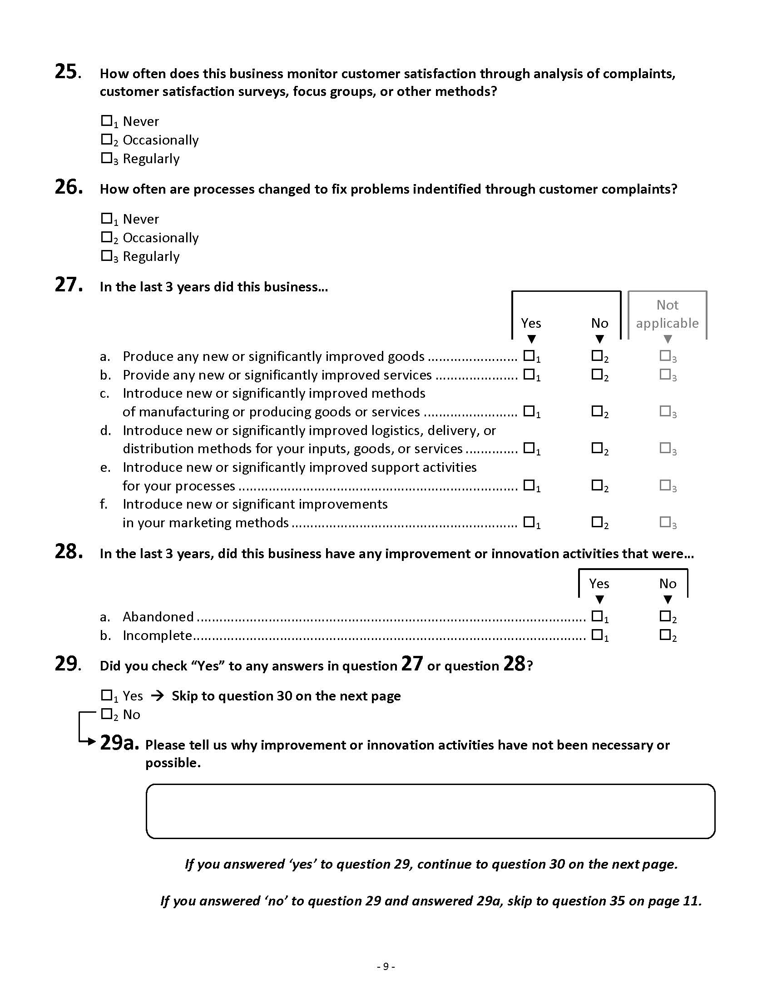 25. How often does this business monitor customer satisfaction through analysis of complaints,
customer satisfaction surveys, focus groups, or other methods?
☐1 Never
☐2 Occasionally
☐3 Regularly
26. How often are processes changed to fix problems indentified through customer complaints?
☐1 Never
☐2 Occasionally
☐3 Regularly
27. In the last 3 years did this business…
Not
Yes No applicable
▼ ▼ ▼
a. Produce any new or significantly improved goods ........................ ☐1 ☐2 ☐3
b. Provide any new or significantly improved services ...................... ☐1 ☐2 ☐3
c. Introduce new or significantly improved methods
of manufacturing or producing goods or services ......................... ☐1 ☐2 ☐3
d. Introduce new or significantly improved logistics, delivery, or
distribution methods for your inputs, goods, or services .............. ☐1 ☐2 ☐3
e. Introduce new or significantly improved support activities
for your processes .......................................................................... ☐1 ☐2 ☐3
f. Introduce new or significant improvements
in your marketing methods ............................................................ ☐1 ☐2 ☐3
28. In the last 3 years, did this business have any improvement or innovation activities that were…
Yes No
▼ ▼
a. Abandoned ....................................................................................................... ☐1 ☐2
b. Incomplete........................................................................................................ ☐1 ☐2
29. Did you check “Yes” to any answers in question 27 or question 28?
☐1 Yes → Skip to question 30 on the next page
☐2 No
29a. Please tell us why improvement or innovation activities have not been necessary or
possible.
If you answered ‘yes’ to question 29, continue to question 30 on the next page.
If you answered ‘no’ to question 29 and answered 29a, skip to question 35 on page 11.
- 9 -